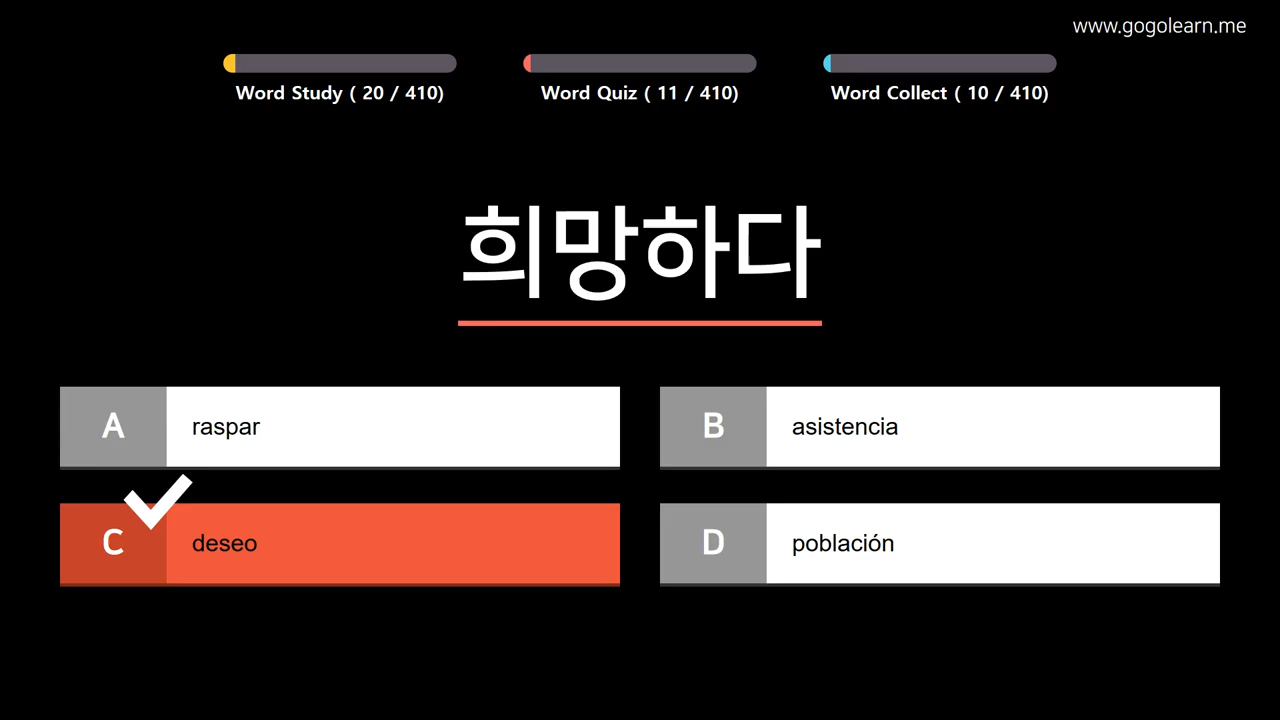 www.gogolearn.me
Word Study ( 20 / 410)
Word Quiz ( 11 / 410)
Word Collect ( 10 / 410)
희망하다
A raspar
B asistencia
C deseo
D población